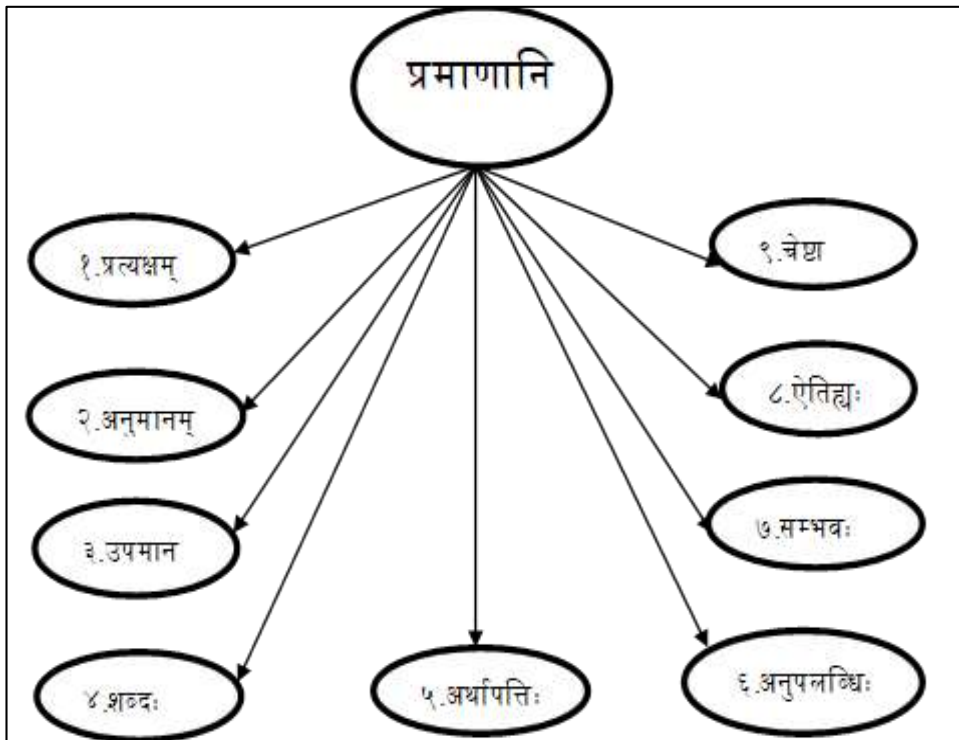 प्रमाणानि
१.प्रत्यक्षम्
२.अनुमानम्
३.उपमान
४.शब्दः
५.अर्थापत्तिः
६.अनुपलब्धिः
७.सम्भवः
८.ऐतिह्यः
९.चेष्टा